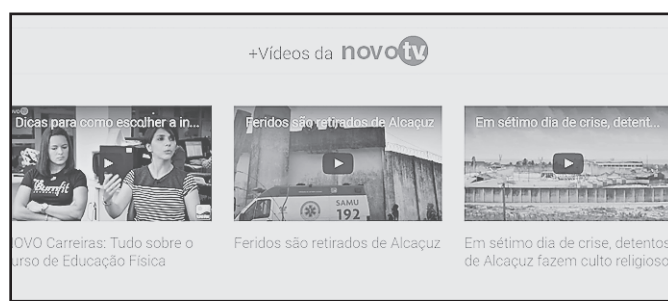 +Vídeos da novotv
Dicas para como escolher a in...
Feridos são retirados de Alcaçuz
Em sétimo dia de crise, detent...
SAMU
192
OVO Carreiras: Tudo sobre o
urso de Educação Física
Feridos são retirados de Alcaçuz
Em sétimo dia de crise, detentos
de Alcaçuz fazem culto religioso